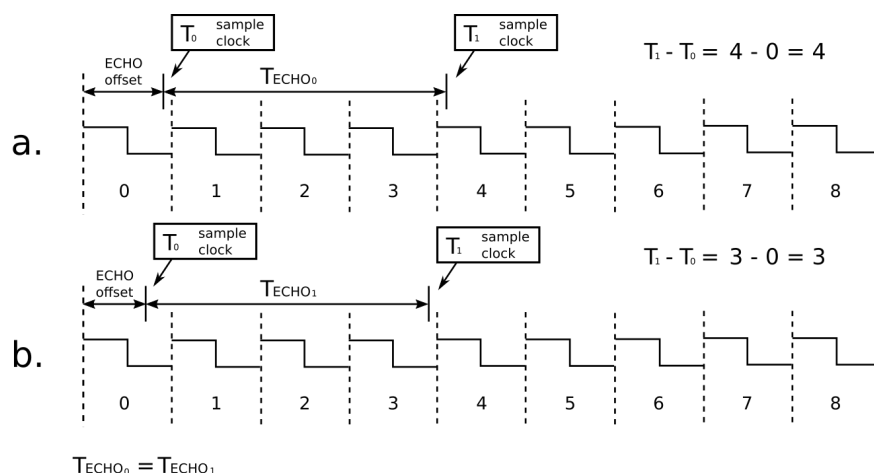 T0 sample clock
T1 sample clock
T1 - T0 = 4 - 0 = 4
ECHO offset
TECHO0
a.
0 1 2 3 4 5 6 7 8
T0 sample clock
T1 sample clock
T1 - T0 = 3 - 0 = 3
ECHO offset
TECHO1
b.
0 1 2 3 4 5 6 7 8
TECHO0 = TECHO1